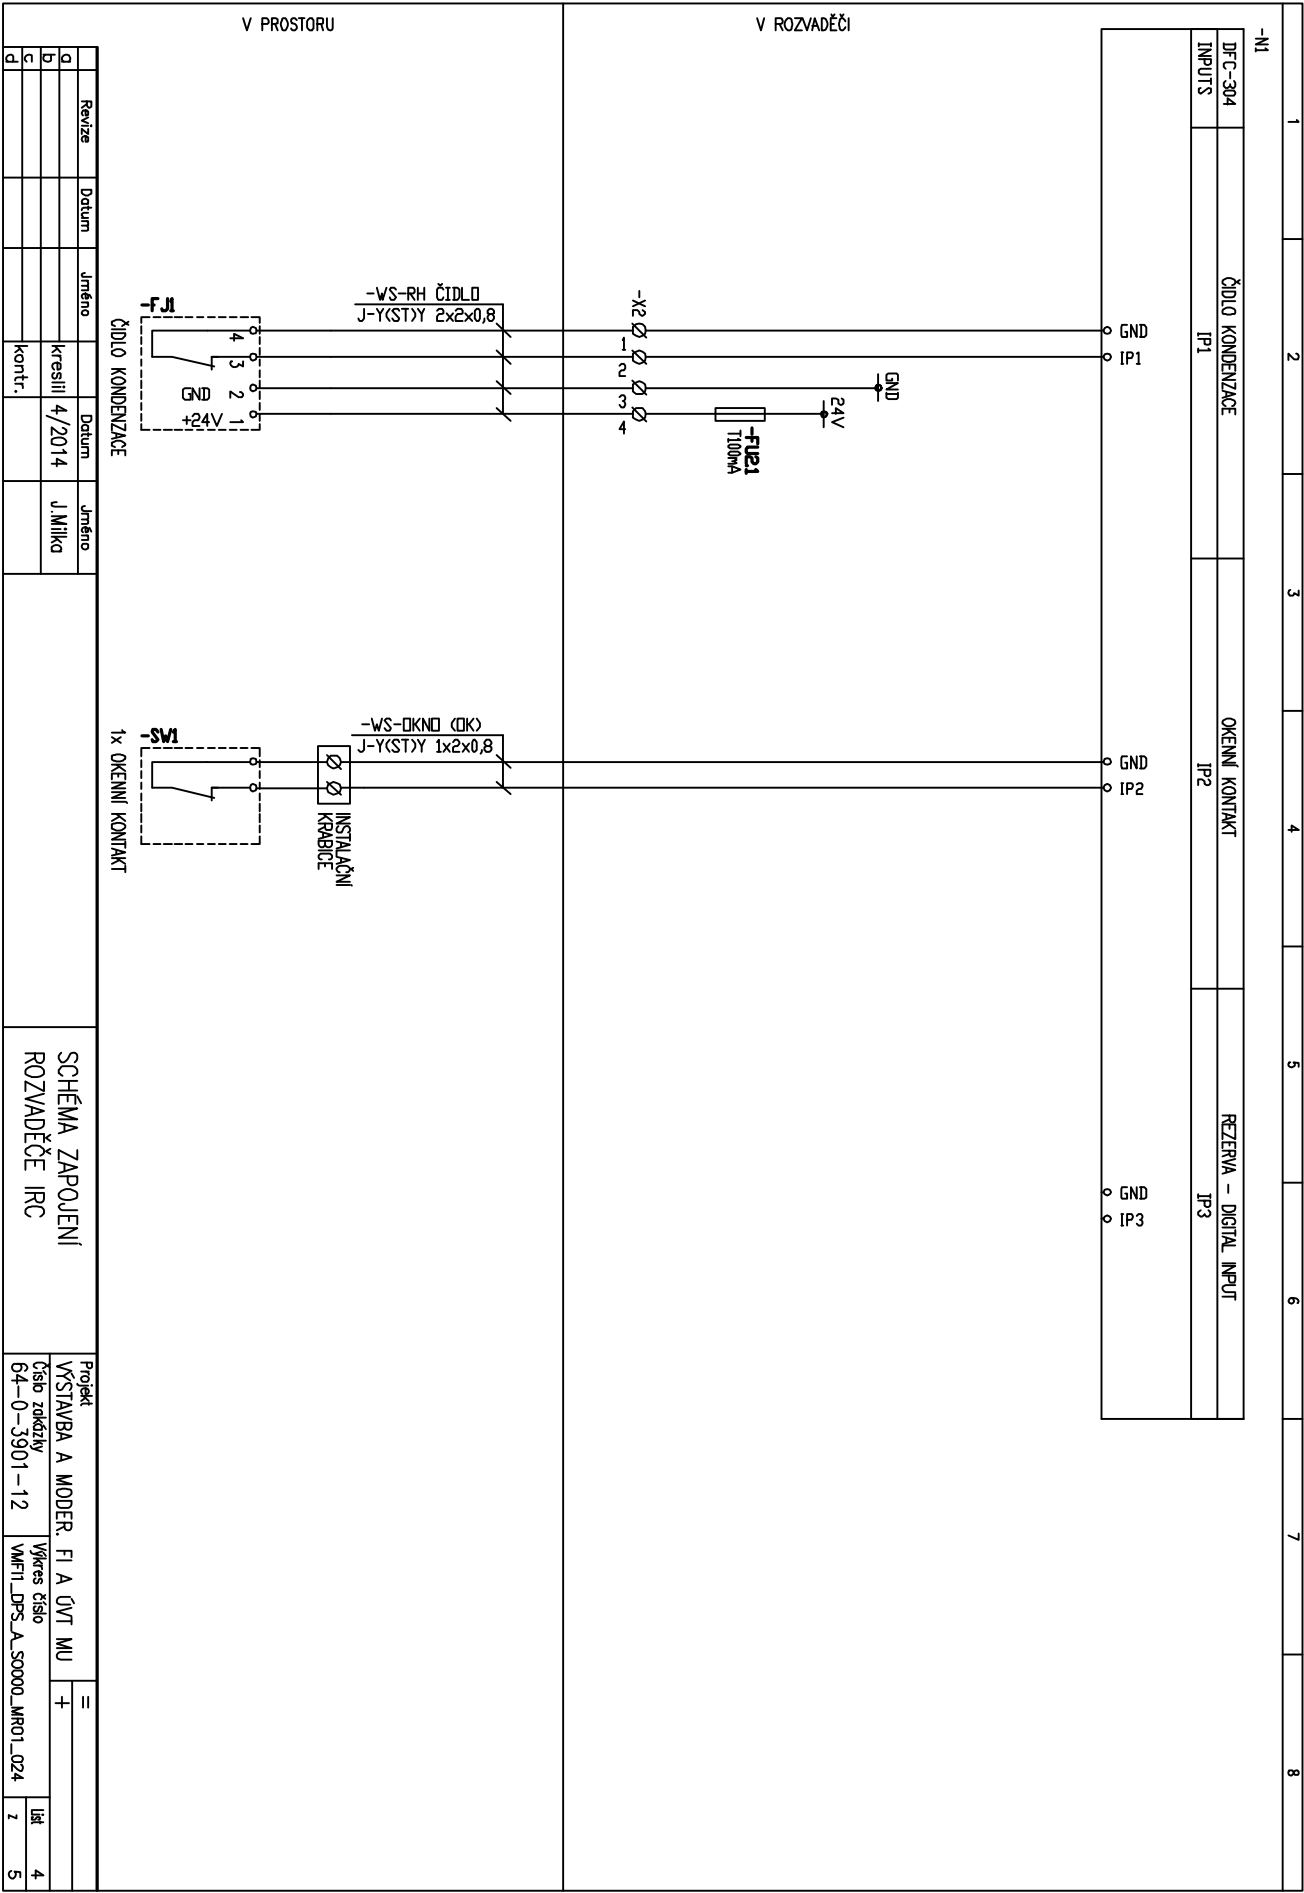 1 2 3 4 5 6 7 8
-N1
DFC-304
INPUTS
ČIDLO KONDENZACE
IP1
OKENNÍ KONTAKT
IP2
REZERVA - DIGITAL INPUT
IP3
GND
IP1
GND
IP2
GND
IP3
V ROZVADĚČI
GND
24V
-FU2.1
T100mA
-X2
1
2
3
4
V PROSTORU
-WS-RH ČIDLO
J-Y(ST)Y 2x2x0,8
-WS-OKNO (OK)
J-Y(ST)Y 1x2x0,8
INSTALAČNÍ
KRABICE
-FJ1
4
3
2
1
GND
+24V
ČIDLO KONDENZACE
-SW1
1x OKENNÍ KONTAKT
Revize Datum Jméno Datum Jméno
a
b
c
d
kreslil 4/2014 J.Milka
kontr.
SCHÉMA ZAPOJENÍ
ROZVADĚČE IRC
Projekt
VÝSTAVBA A MODER. FI A ÚVT MU
=
+
Číslo zakázky
64-0-3901-12
Výkres číslo
VMFI1_DPS_A_SO000_MR01_024
List 4
z 5